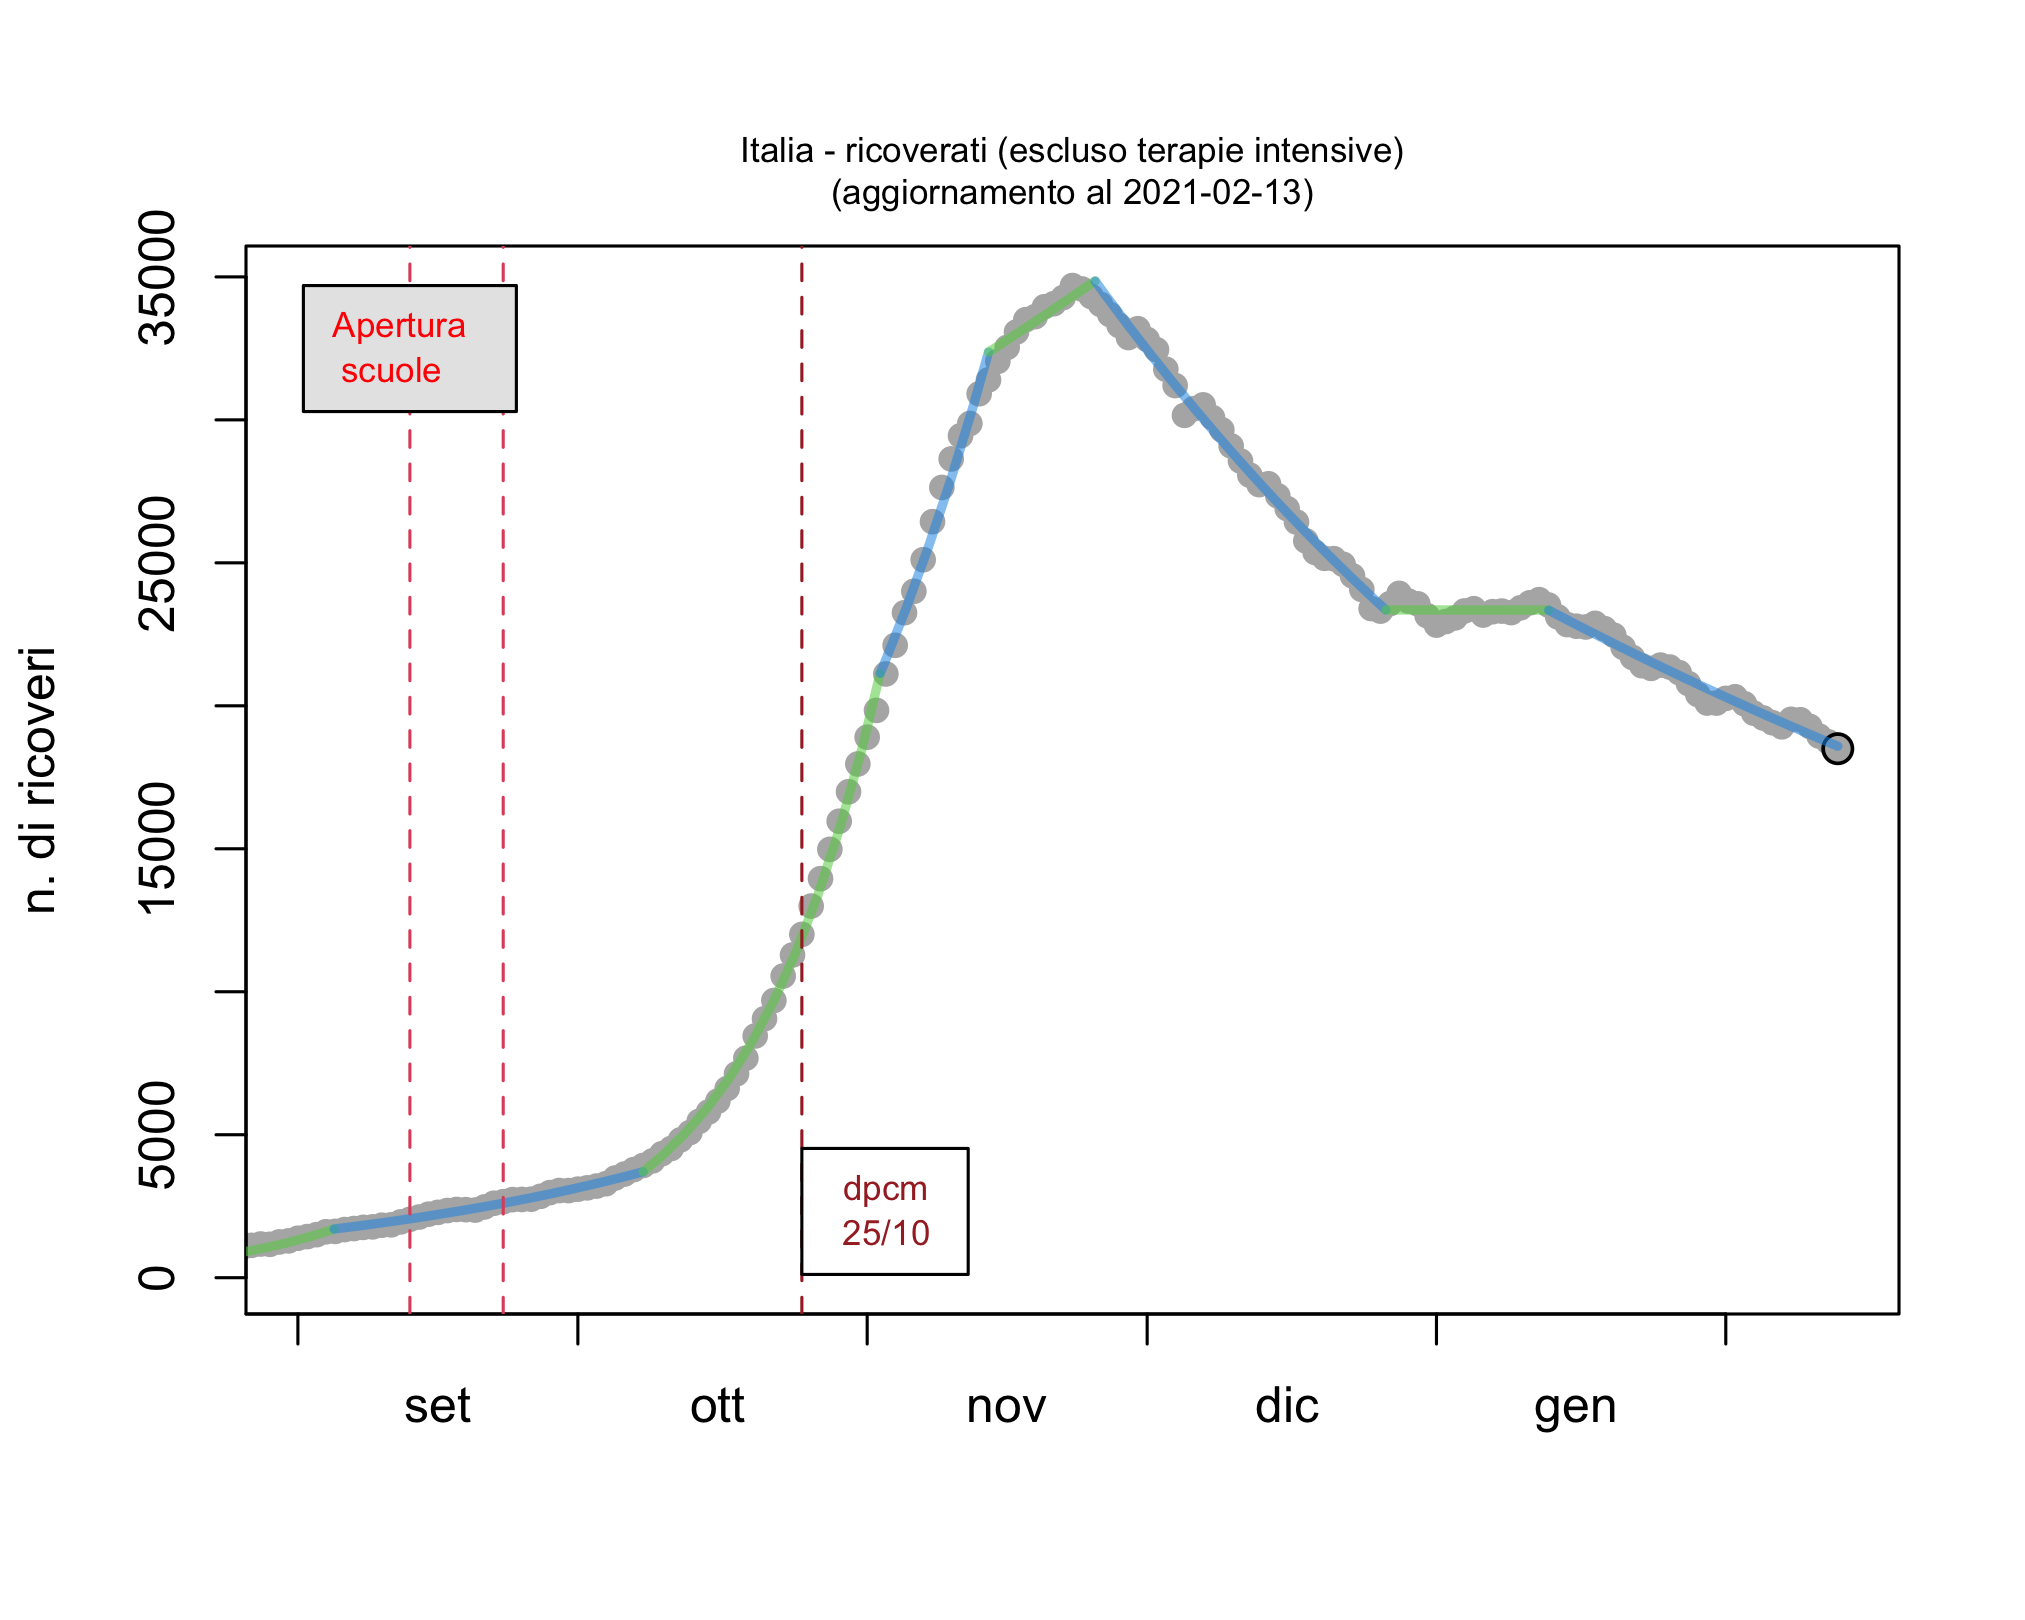 Italia - ricoverati (escluso terapie intensive)
(aggiornamento al 2021-02-13)
n. di ricoveri
35000
25000
15000
5000
0
Apertura
scuole
dpcm
25/10
set
ott
nov
dic
gen